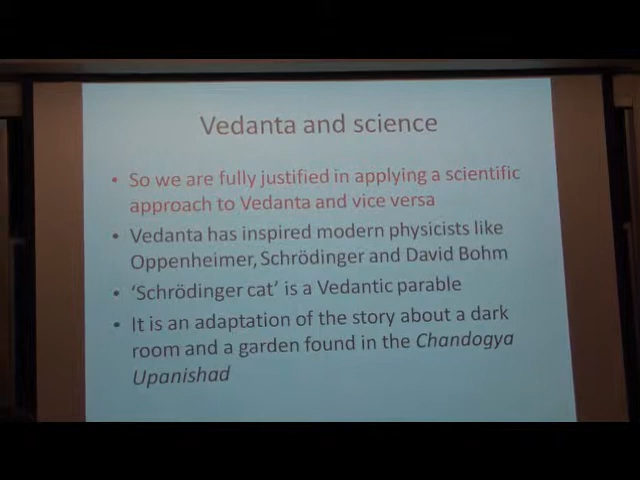 Vedanta and science
• So we are fully justified in applying a scientific
approach to Vedanta and vice versa
• Vedanta has inspired modern physicists like
Oppenheimer, Schrödinger and David Bohm
• ‘Schrödinger cat’ is a Vedantic parable
• It is an adaptation of the story about a dark
room and a garden found in the Chandogya
Upanishad